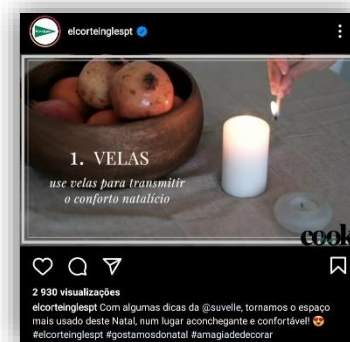 elcorteinglespt
1. VELAS
use velas para transmitir
o conforto natalício
cook
2 930 visualizações
elcorteinglespt Com algumas dicas da @suvelle, tornamos o espaço
mais usado deste Natal, num lugar aconchegante e confortável! 😍
#elcorteingles #gostamosdonatal #amagiadedecorar